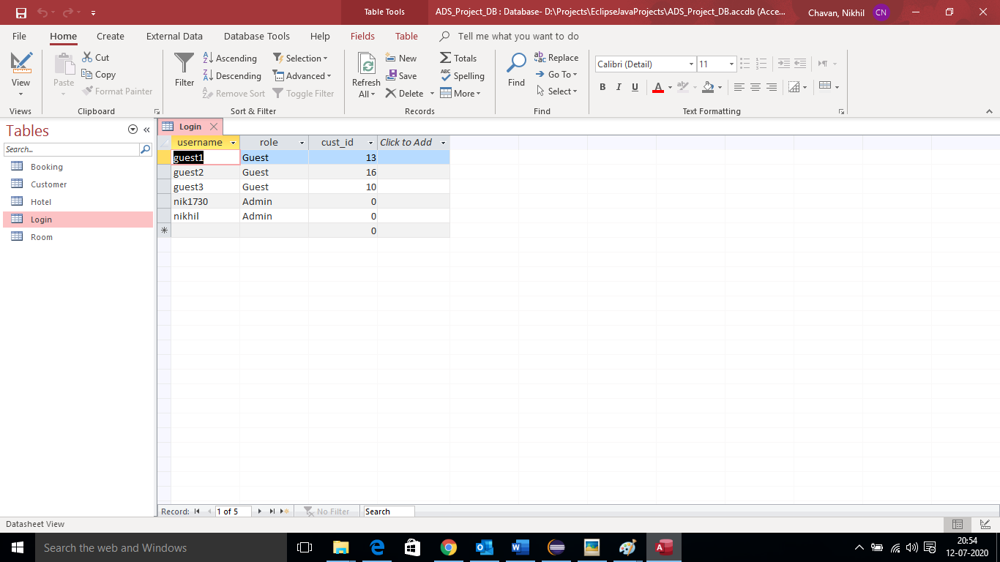 Table Tools ADS_Project_DB : Database- D:\Projects\EclipseJavaProjects\ADS_Project_DB.accdb (Acce... Chavan, Nikhil CN
File Home Create External Data Database Tools Help Fields Table Tell me what you want to do
View
Views
Paste
Cut
Copy
Format Painter
Clipboard
Filter
Ascending
Descending
Remove Sort
Selection
Advanced
Toggle Filter
Sort & Filter
Refresh
All
New
Save
Delete
Totals
Spelling
More
Records
Find
Replace
Go To
Select
Find
Calibri (Detail) 11
B I U A ab
Text Formatting
Tables
Search...
Booking
Customer
Hotel
Login
Room
Login
username role cust_id Click to Add
guest1 Guest 13
guest2 Guest 16
guest3 Guest 10
nik1730 Admin 0
nikhil Admin 0
0
Record: 1 of 5 No Filter Search
Datasheet View
Search the web and Windows
20:54
12-07-2020